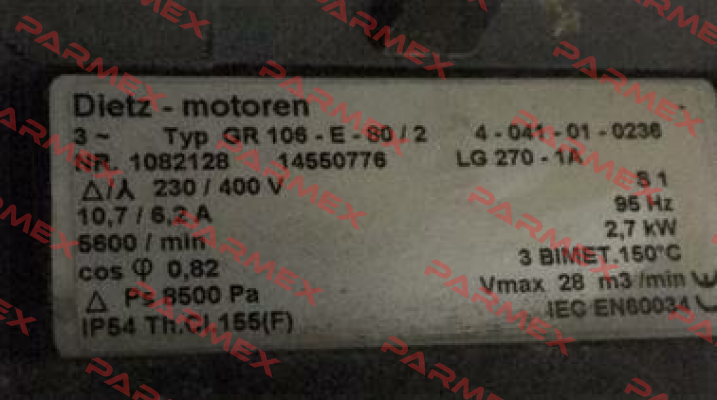 Dietz - motoren
3 ~ Typ GR 106 - E - 80 / 2 4 - 041 - 01 - 0236
NR. 1082128 14550776 LG 270 - 1A
△/⅄ 230 / 400 V S 1
10,7 / 6,2 A 95 Hz
5600 / min 2,7 kW
cos φ 0,82 3 BIMET.150°C
△ Ps 8500 Pa Vmax 28 m3/min
IP54 Th.Cl.155(F) IEC EN60034
PARMEX